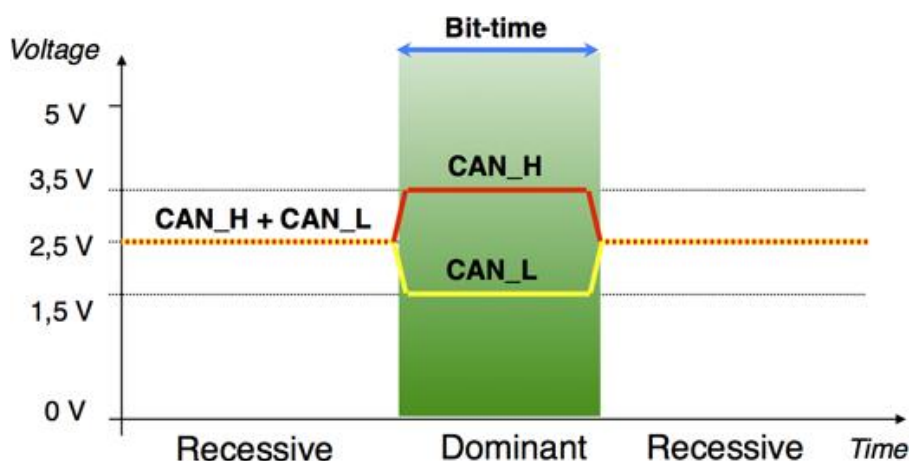 Bit-time
Voltage
5 V
CAN_H
3,5 V
CAN_H + CAN_L
2,5 V
CAN_L
1,5 V
0 V
Recessive
Dominant
Recessive
Time